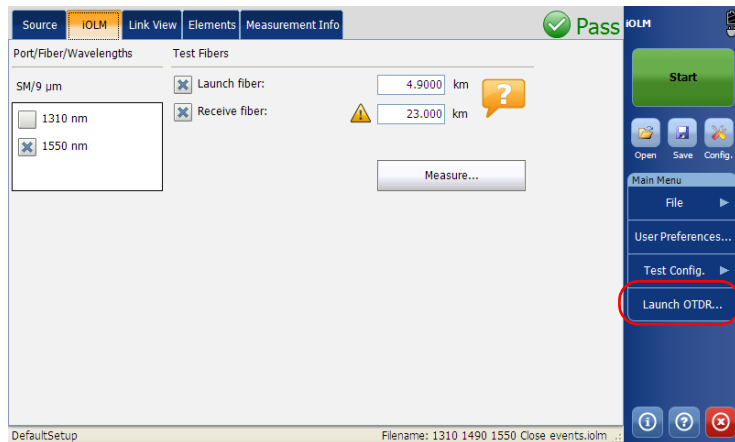 Source iOLM Link View Elements Measurement Info Pass iOLM
Port/Fiber/Wavelengths Test Fibers
SM/9 µm
1310 nm
1550 nm
Launch fiber: 4.9000 km
Receive fiber: 23.000 km
?
Measure...
Start
Open Save Config.
Main Menu
File
User Preferences...
Test Config.
Launch OTDR...
DefaultSetup Filename: 1310 1490 1550 Close events.iolm